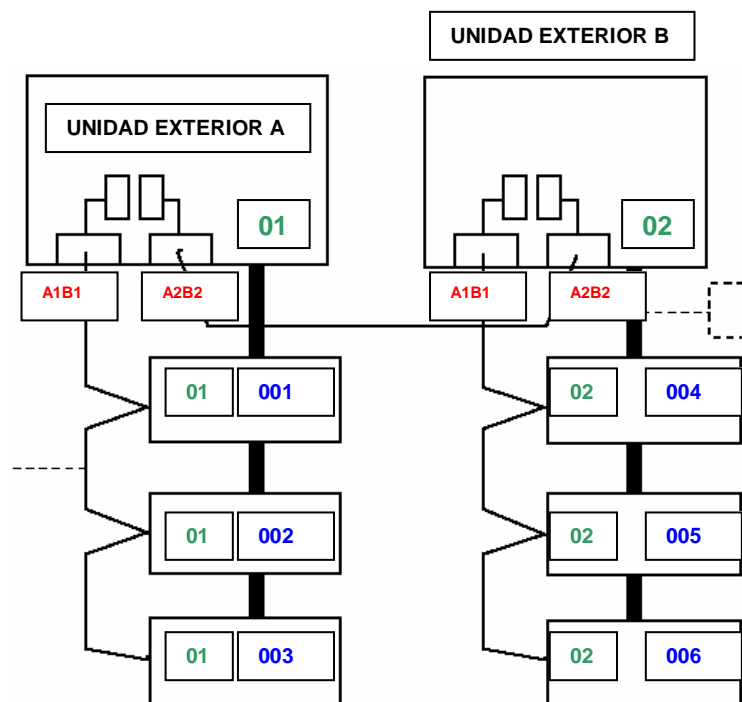 UNIDAD EXTERIOR B
UNIDAD EXTERIOR A
01
02
A1B1
A2B2
A1B1
A2B2
01
001
02
004
01
002
02
005
01
003
02
006